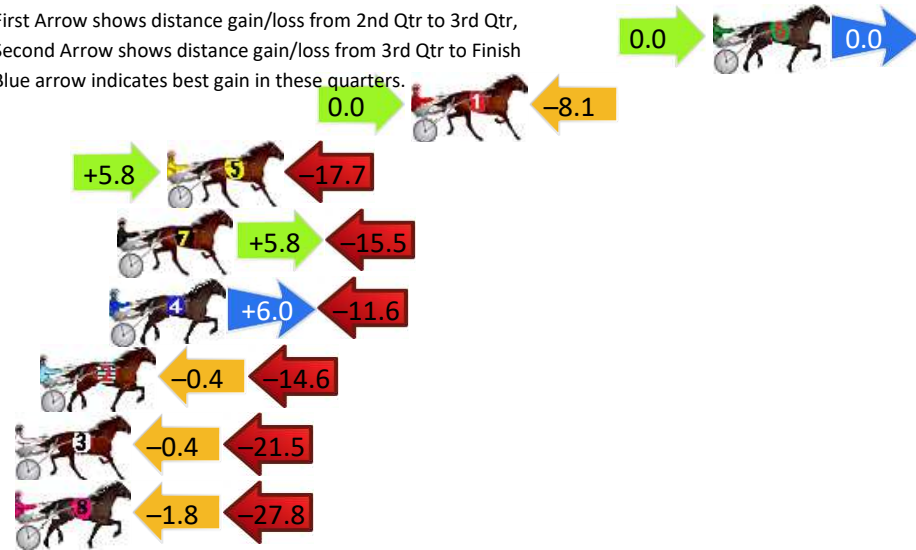 First Arrow shows distance gain/loss from 2nd Qtr to 3rd Qtr,
Second Arrow shows distance gain/loss from 3rd Qtr to Finish
Blue arrow indicates best gain in these quarters.
0.0 6 0.0
0.0 1 –8.1
+5.8 5 –17.7
7 +5.8 –15.5
4 +6.0 –11.6
2 –0.4 –14.6
3 –0.4 –21.5
8 –1.8 –27.8